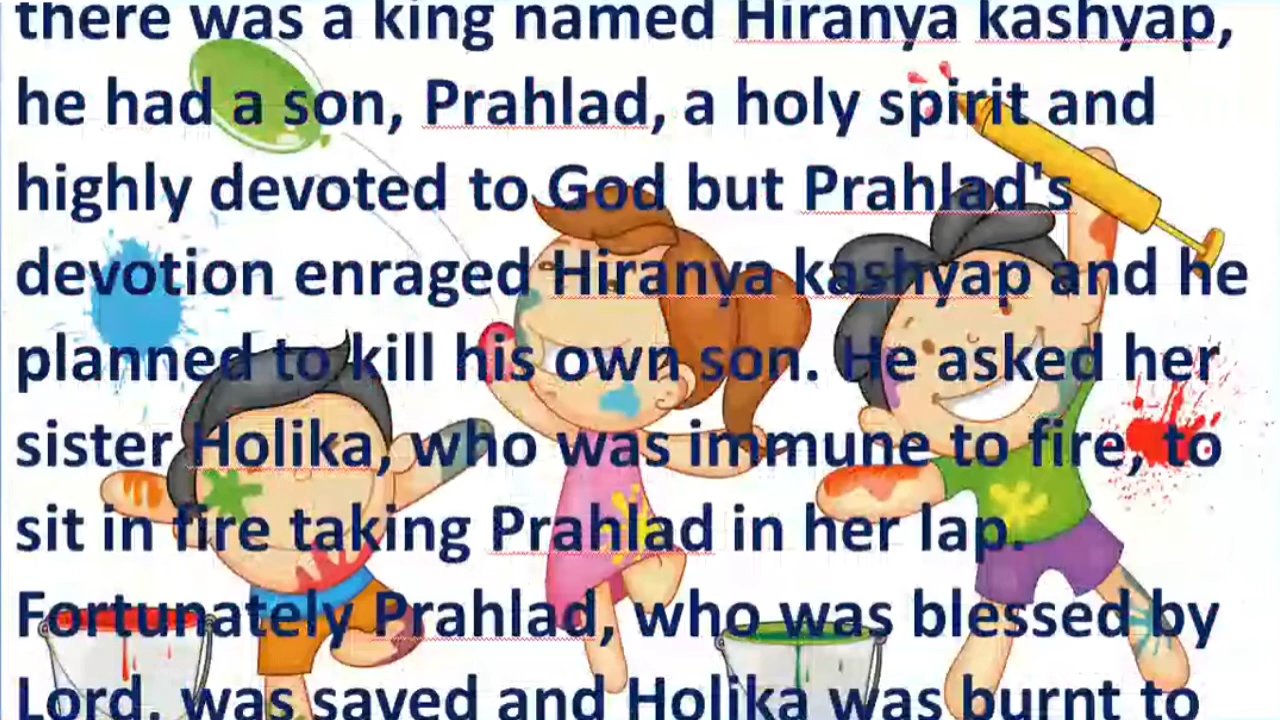 there was a king named Hiranya kashyap,
he had a son, Prahlad, a holy spirit and
highly devoted to God but Prahlad's
devotion enraged Hiranya kashyap and he
planned to kill his own son. He asked her
sister Holika, who was immune to fire, to
sit in fire taking Prahlad in her lap.
Fortunately Prahlad, who was blessed by
Lord, was saved and Holika was burnt to